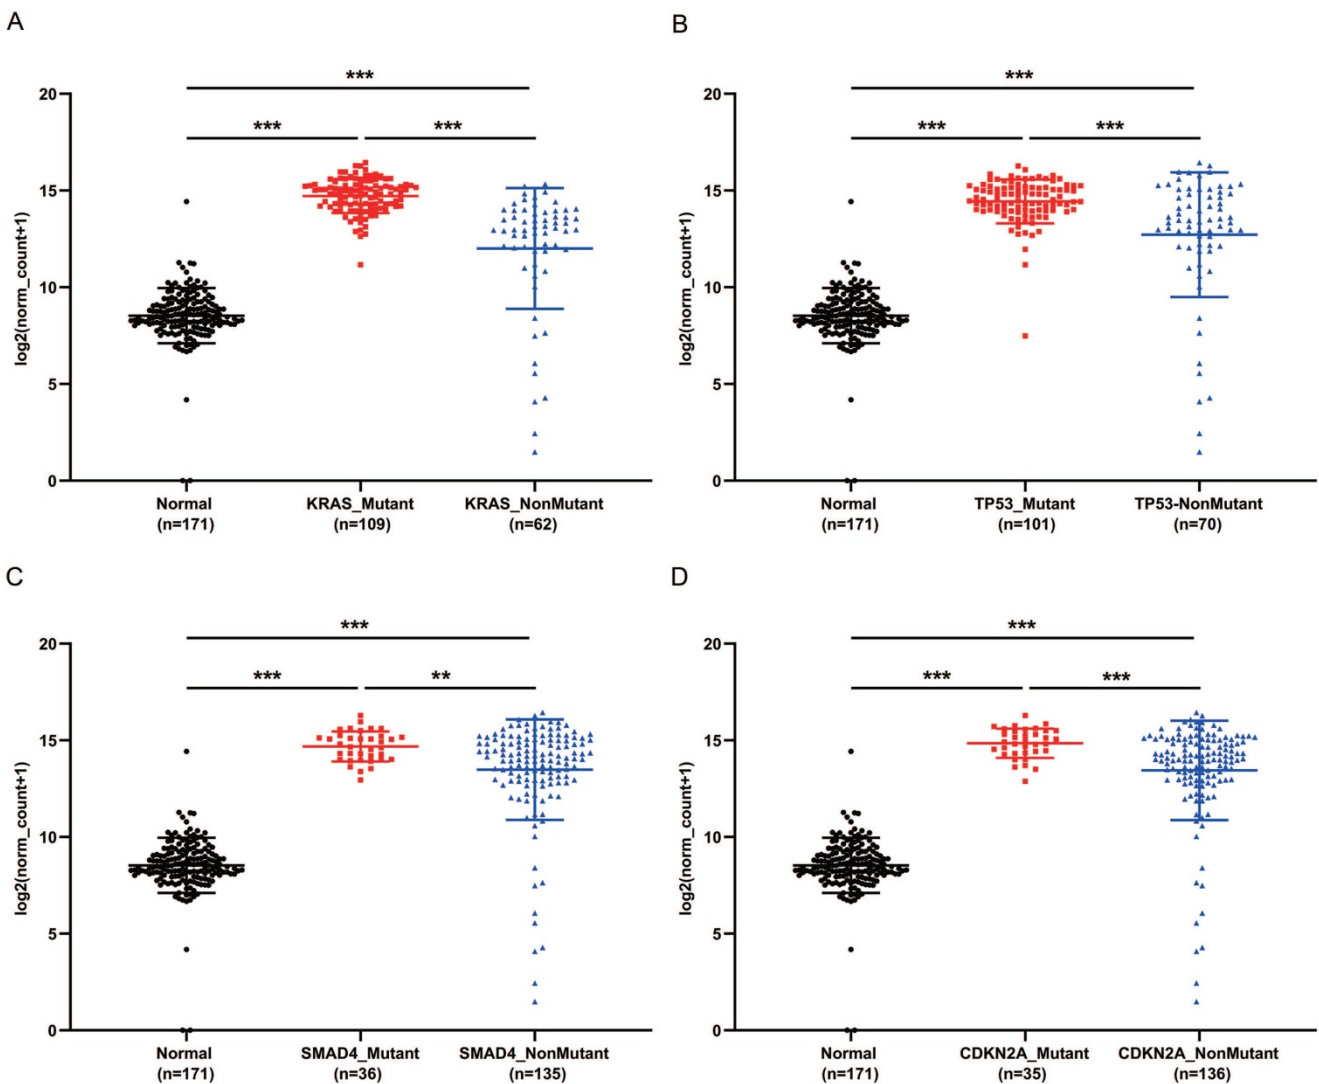 A
***
*** ***
20
15
10
5
0
log2(norm_count+1)
Normal KRAS_Mutant KRAS_NonMutant
(n=171) (n=109) (n=62)
B
***
*** ***
20
15
10
5
0
log2(norm_count+1)
Normal TP53_Mutant TP53-NonMutant
(n=171) (n=101) (n=70)
C
***
*** **
20
15
10
5
0
log2(norm_count+1)
Normal SMAD4_Mutant SMAD4_NonMutant
(n=171) (n=36) (n=135)
D
***
*** ***
20
15
10
5
0
log2(norm_count+1)
Normal CDKN2A_Mutant CDKN2A_NonMutant
(n=171) (n=35) (n=136)